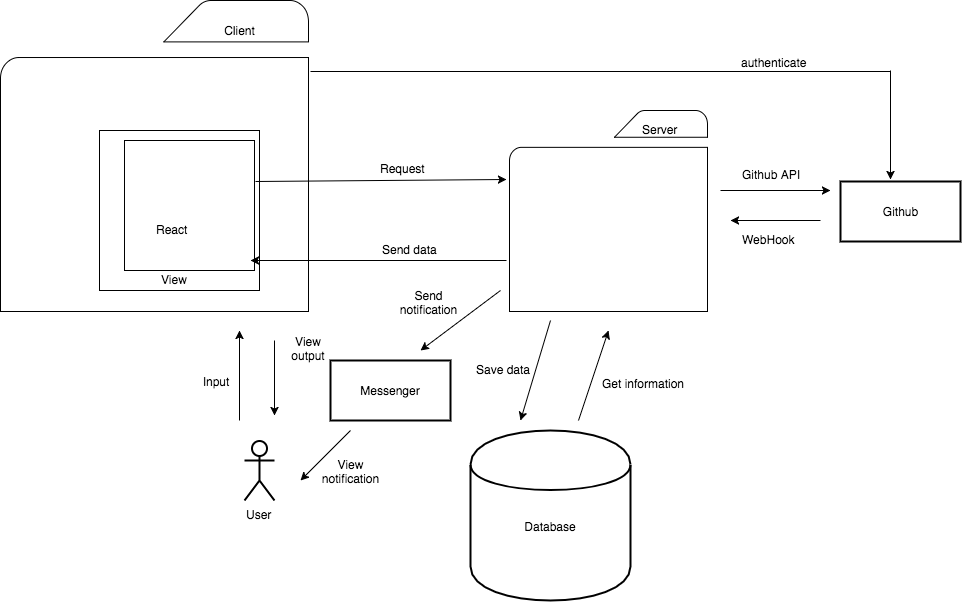 Client
authenticate
Server
Request
Github API
Github
React
WebHook
Send data
View
Send
notification
View
output
Save data
Input
Messenger
Get information
View
notification
User
Database